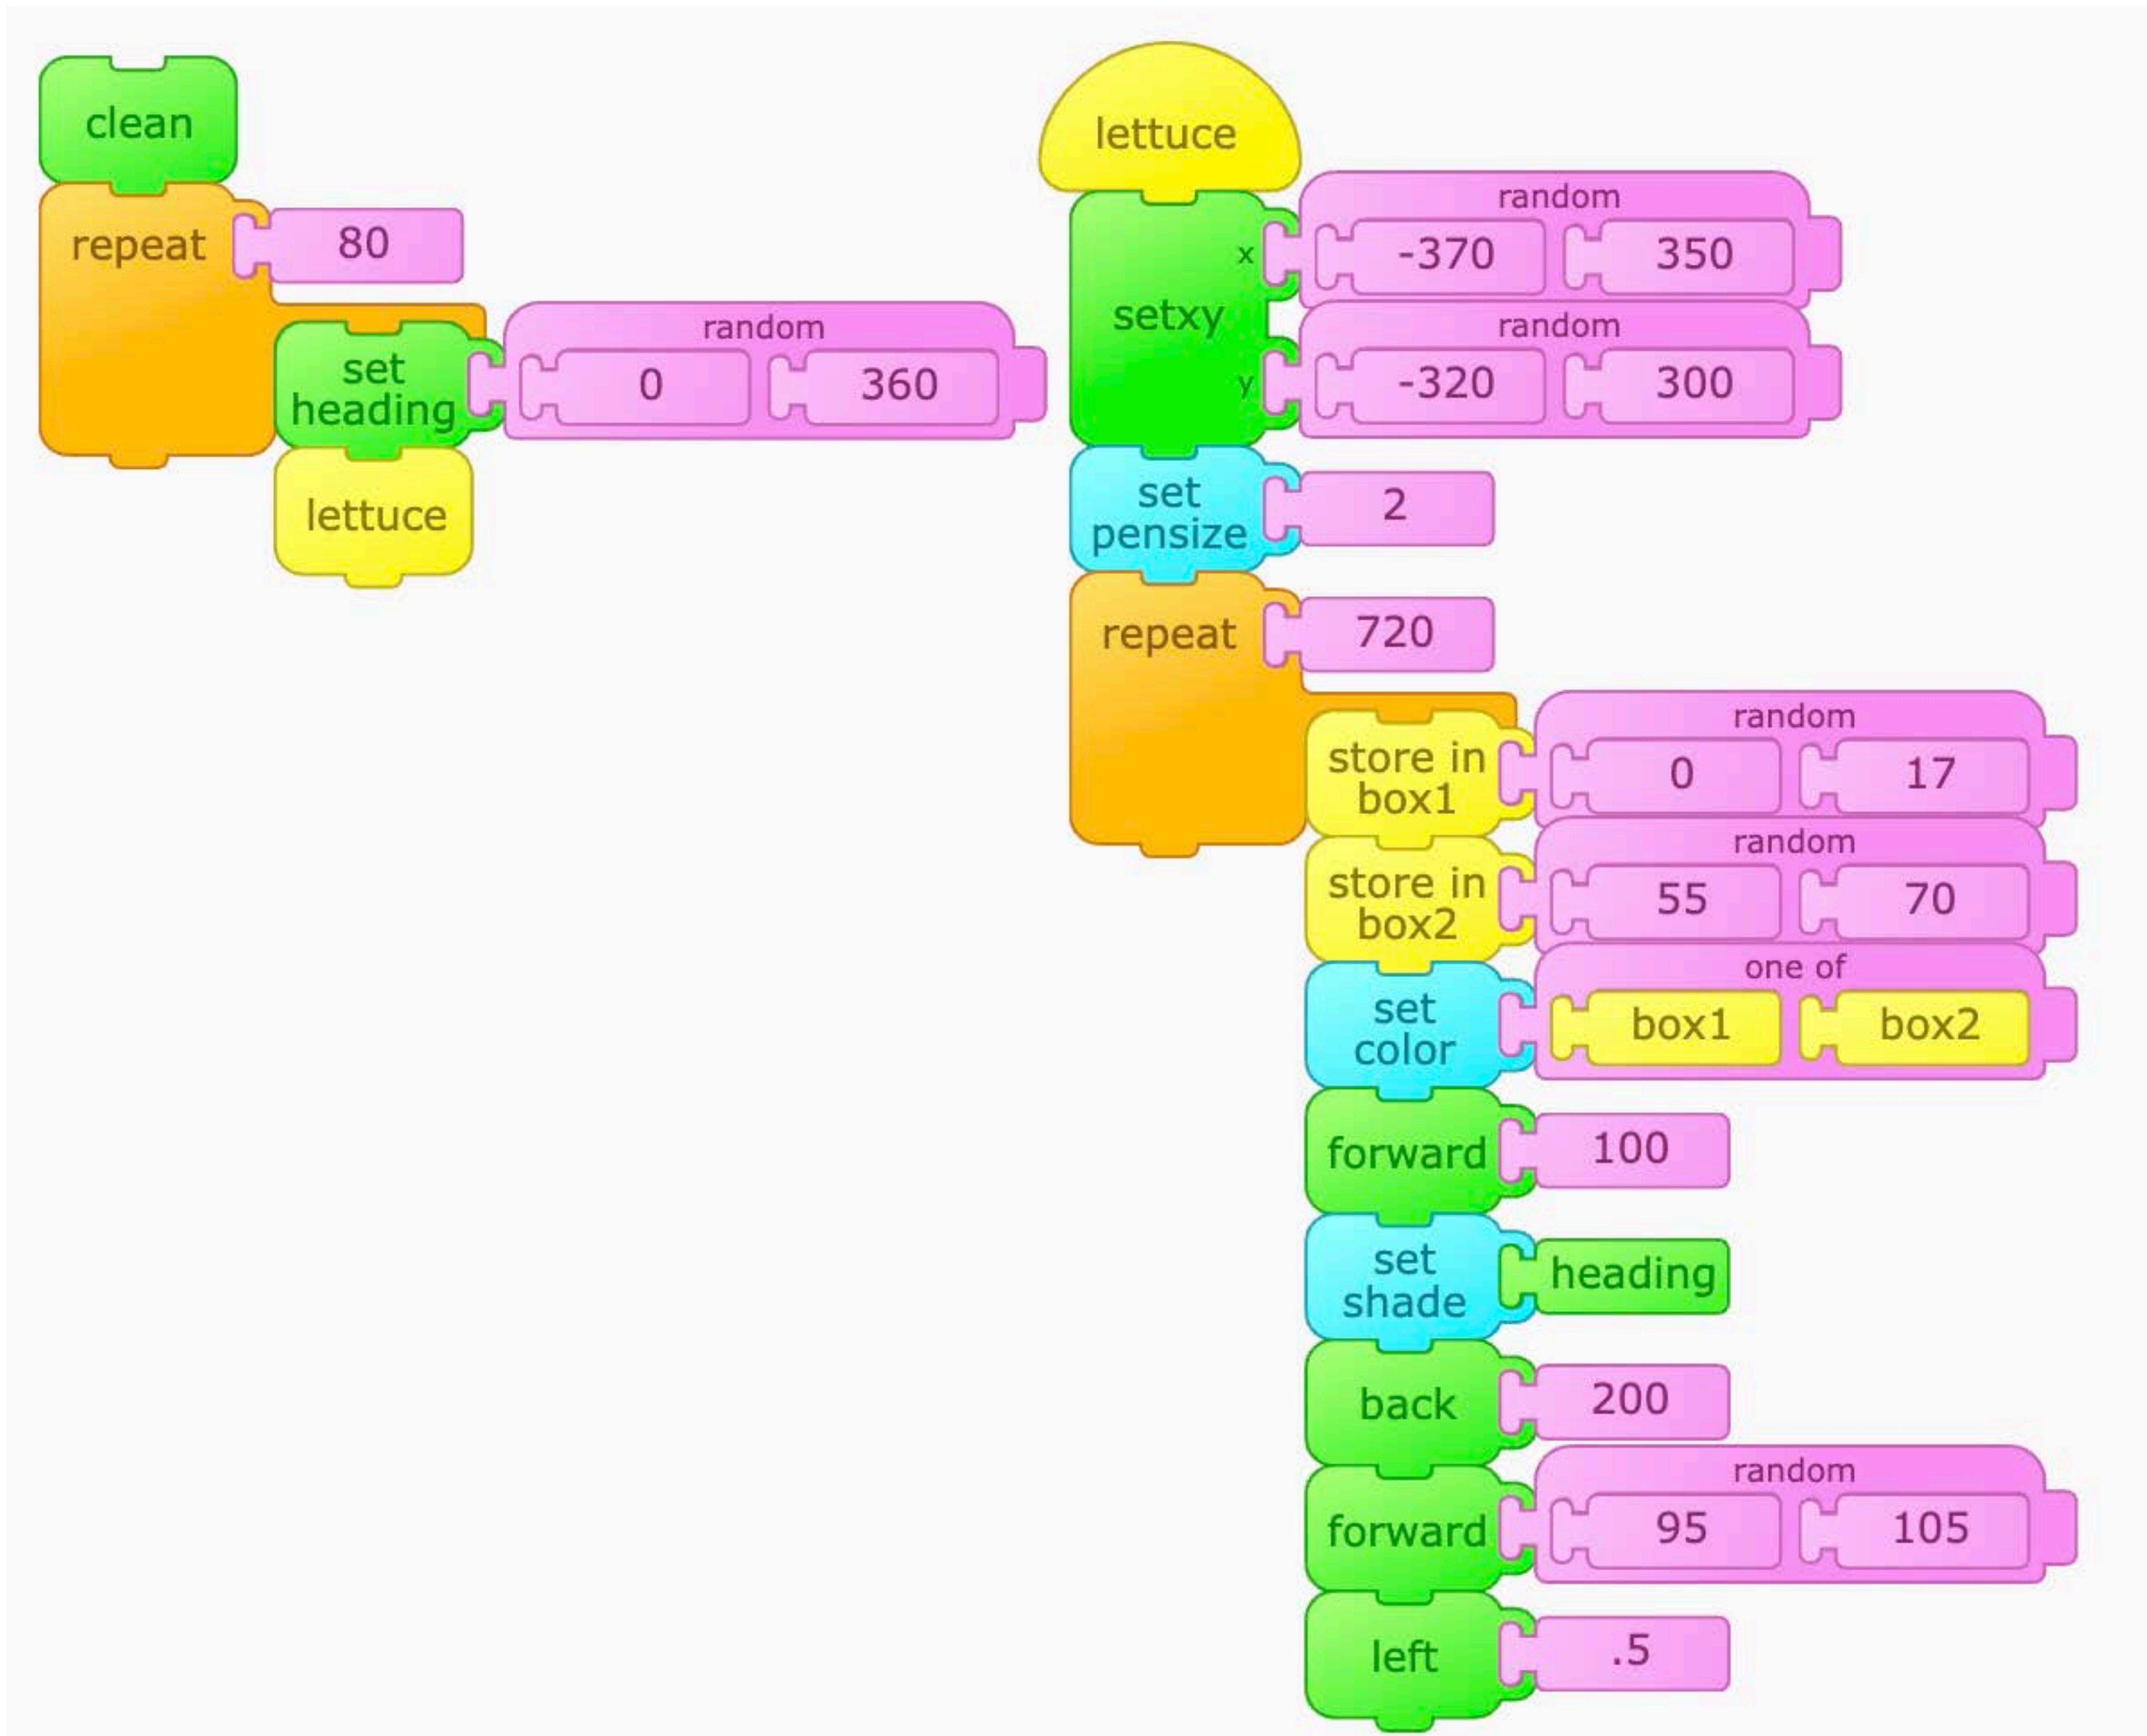 clean
repeat 80
random
set
heading
0 360
lettuce
lettuce
random
x -370 350
setxy
random
y -320 300
set
pensize
2
repeat 720
random
store in
box1
0 17
random
store in
box2
55 70
one of
set
color
box1 box2
forward 100
set
shade
heading
back 200
random
forward 95 105
left .5